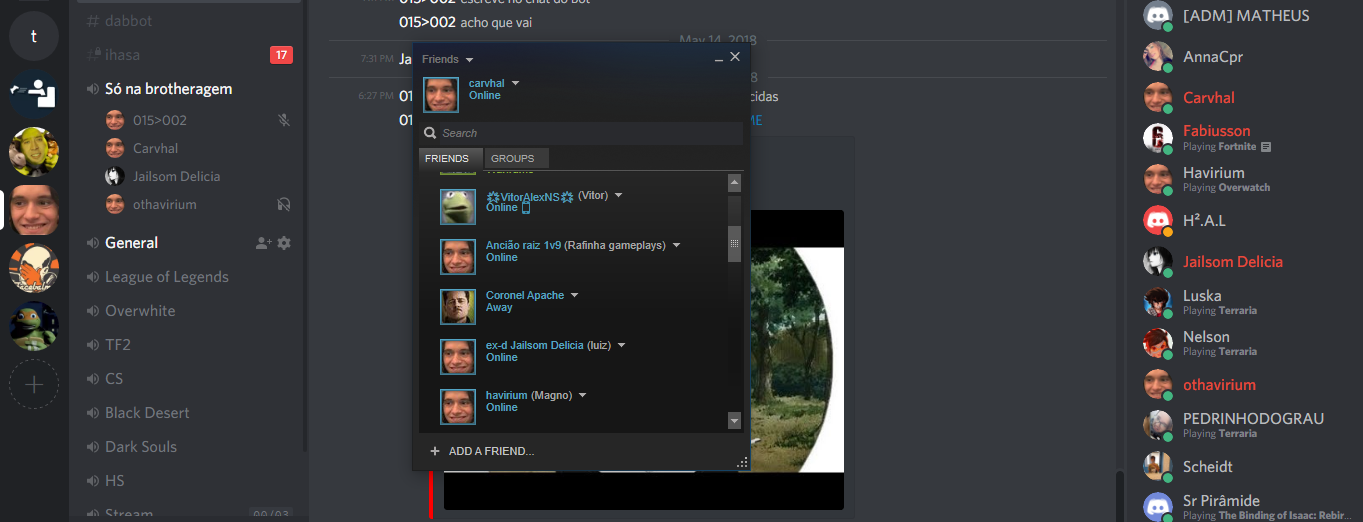 t
# dabbot
ihasa
17
Só na brotheragem
015>002
Carvhal
Jailsom Delicia
othavirium
General
League of Legends
Overwhite
TF2
CS
Black Desert
Dark Souls
HS
Stream 00/03
015>002 escreve no chat do bot
015>002 acho que vai
May 14, 2018
7:31 PM Ja
8
6:27 PM 01
cidas
01
ME
Friends
carvhal
Online
Search
FRIENDS
GROUPS
VitorAlexNS (Vitor)
Online
Ancião raiz 1v9 (Rafinha gameplays)
Online
Coronel Apache
Away
ex-d Jailsom Delicia (luiz)
Online
havirium (Magno)
Online
+ ADD A FRIEND...
[ADM] MATHEUS
AnnaCpr
Carvhal
Fabiusson
Playing Fortnite
Havirium
Playing Overwatch
H².A.L
Jailsom Delicia
Luska
Playing Terraria
Nelson
Playing Terraria
othavirium
PEDRINHODOGRAU
Playing Terraria
Scheidt
Sr Pirâmide
Playing The Binding of Isaac: Rebir...